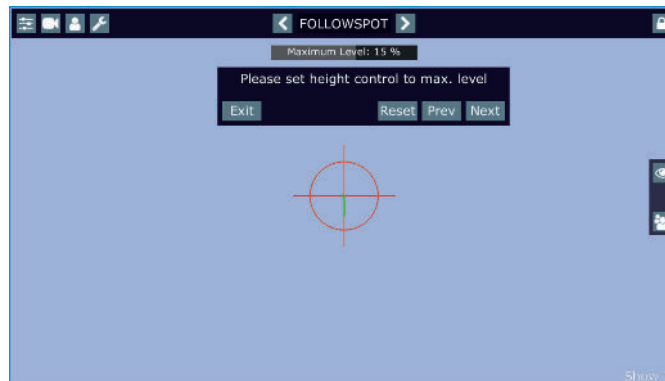 FOLLOWSPOT
Maximum Level: 15 %
Please set height control to max. level
Exit Reset Prev Next
Show